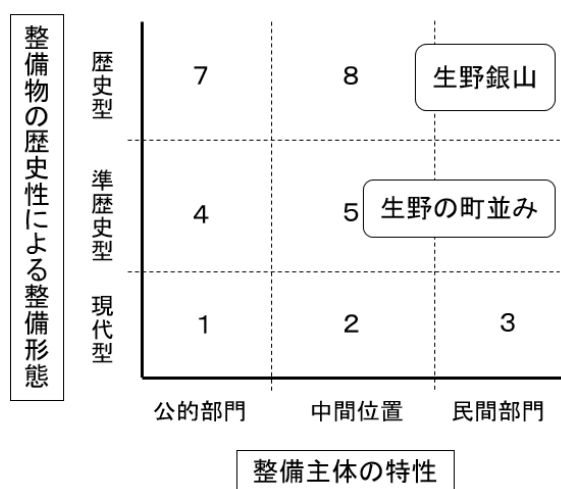 整備物の歴史性による整備形態
歴史型
7
8
生野銀山
準歴史型
4
5
生野の町並み
現代型
1
2
3
公的部門
中間位置
民間部門
整備主体の特性